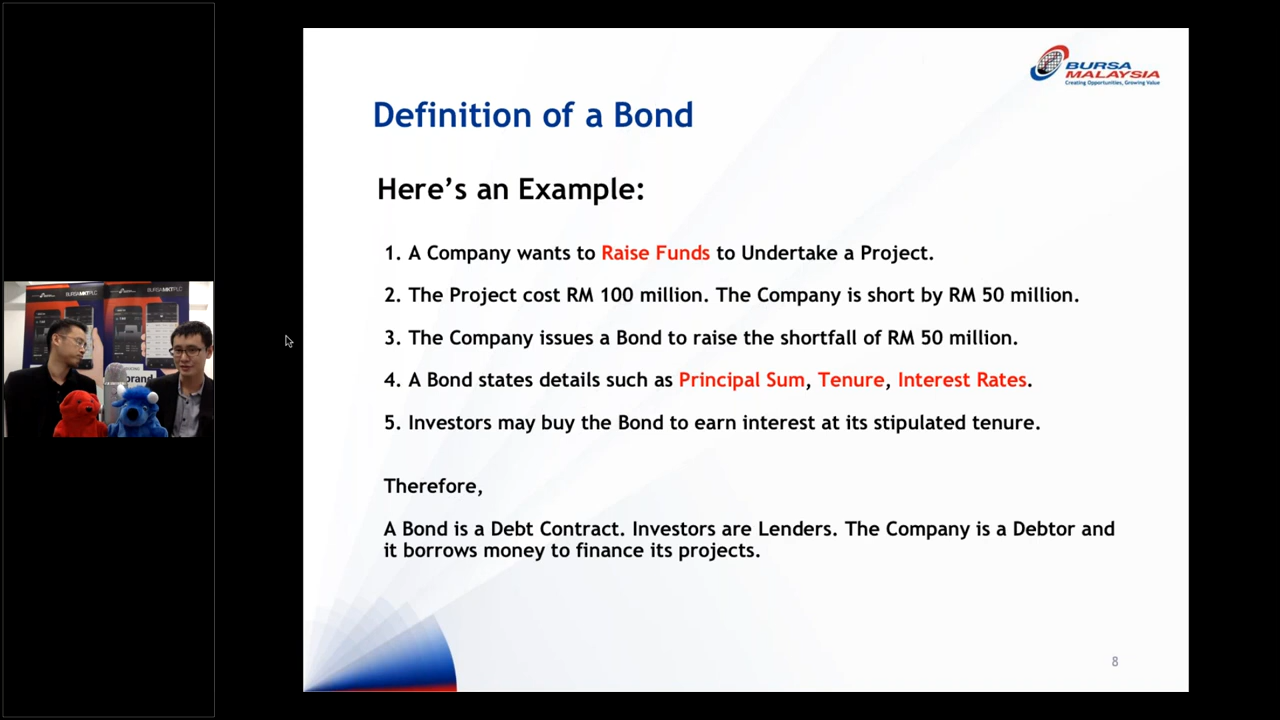 BURSA
MALAYSIA
Creating Opportunities, Growing Value
Definition of a Bond
Here’s an Example:
1. A Company wants to Raise Funds to Undertake a Project.
2. The Project cost RM 100 million. The Company is short by RM 50 million.
3. The Company issues a Bond to raise the shortfall of RM 50 million.
4. A Bond states details such as Principal Sum, Tenure, Interest Rates.
5. Investors may buy the Bond to earn interest at its stipulated tenure.
Therefore,
A Bond is a Debt Contract. Investors are Lenders. The Company is a Debtor and
it borrows money to finance its projects.
8
BURSAMKTPLC
BURSAMKTPLC
brand